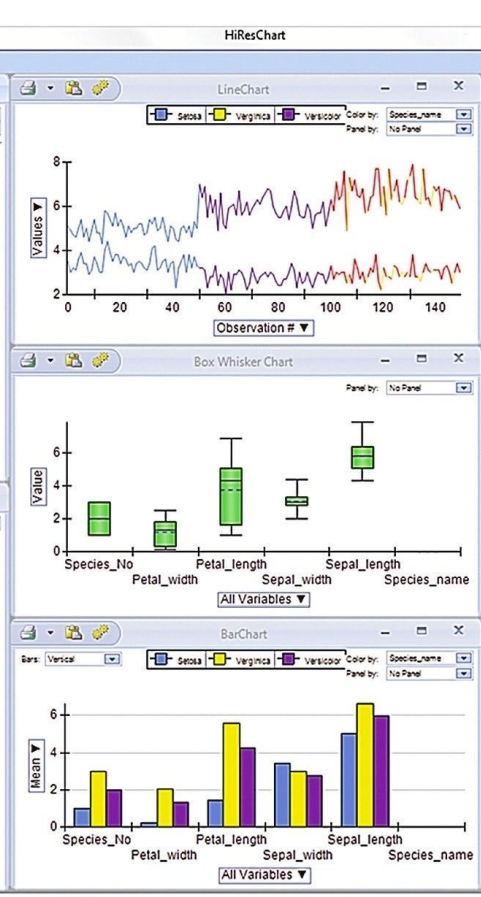 HiResChart
LineChart
Setosa Verginica Versicolor Color by: Species_name
Panel by: No Panel
8
6
4
2
Values ▼
0 20 40 60 80 100 120 140
Observation # ▼
Box Whisker Chart
Panel by: No Panel
6
4
2
0
Value
Species_No Petal_length Sepal_length
Petal_width Sepal_width Species_name
All Variables ▼
BarChart
Bars: Vertical Setosa Verginica Versicolor Color by: Species_name
Panel by: No Panel
6
4
2
0
Mean ▼
Species_No Petal_length Sepal_length
Petal_width Sepal_width Species_name
All Variables ▼